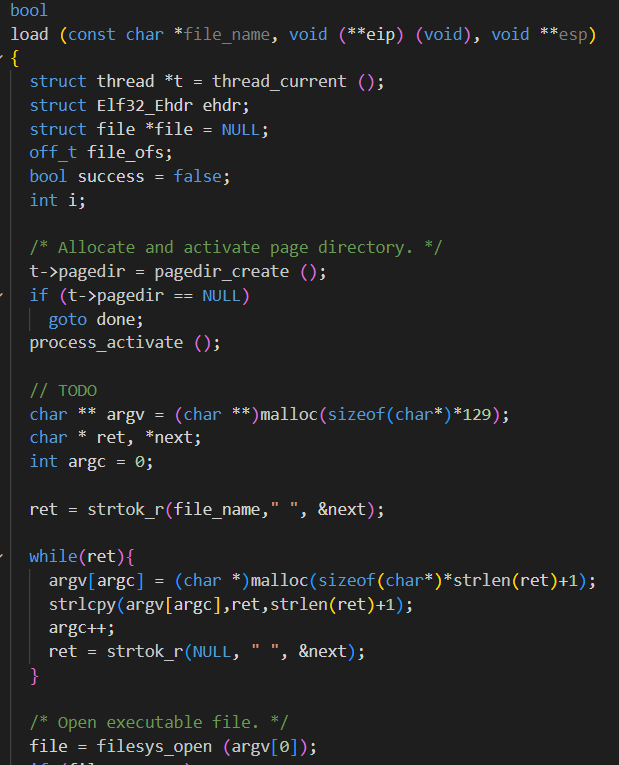 bool
load (const char *file_name, void (**eip) (void), void **esp)
{
struct thread *t = thread_current ();
struct Elf32_Ehdr ehdr;
struct file *file = NULL;
off_t file_ofs;
bool success = false;
int i;
/* Allocate and activate page directory. */
t->pagedir = pagedir_create ();
if (t->pagedir == NULL)
goto done;
process_activate ();
// TODO
char ** argv = (char **)malloc(sizeof(char*)*129);
char * ret, *next;
int argc = 0;
ret = strtok_r(file_name," ", &next);
while(ret){
argv[argc] = (char *)malloc(sizeof(char*)*strlen(ret)+1);
strlcpy(argv[argc],ret,strlen(ret)+1);
argc++;
ret = strtok_r(NULL, " ", &next);
}
/* Open executable file. */
file = filesys_open (argv[0]);